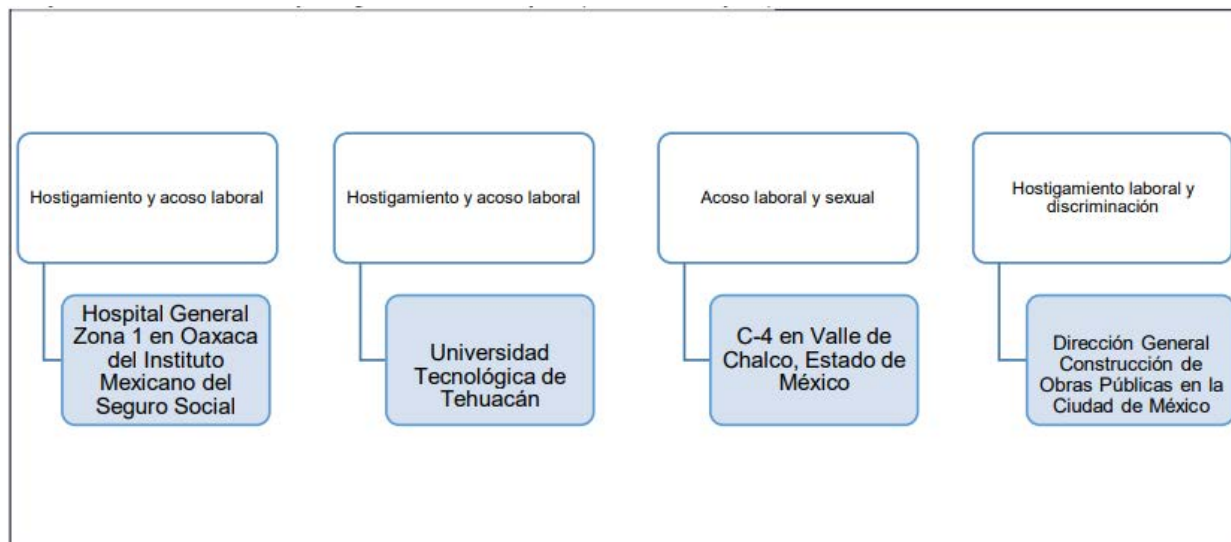 Hostigamiento y acoso laboral
Hospital General
Zona 1 en Oaxaca
del Instituto
Mexicano del
Seguro Social
Hostigamiento y acoso laboral
Universidad
Tecnológica de
Tehuacán
Acoso laboral y sexual
C-4 en Valle de
Chalco, Estado de
México
Hostigamiento laboral y
discriminación
Dirección General
Construcción de
Obras Públicas en la
Ciudad de México